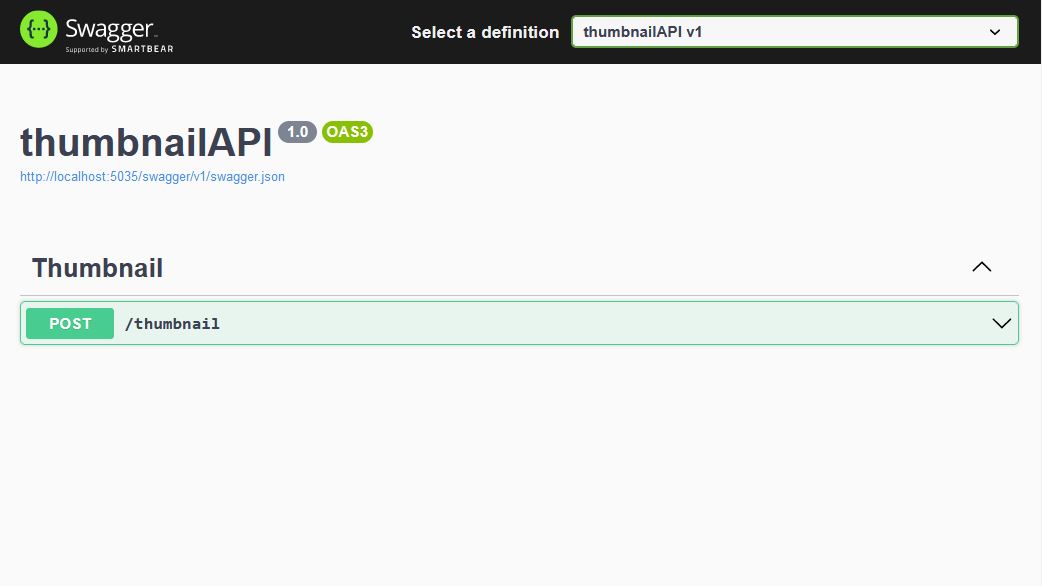 {···} Swagger™
Supported by SMARTBEAR
Select a definition
thumbnailAPI v1
thumbnailAPI 1.0 OAS3
http://localhost:5035/swagger/v1/swagger.json
Thumbnail
POST /thumbnail